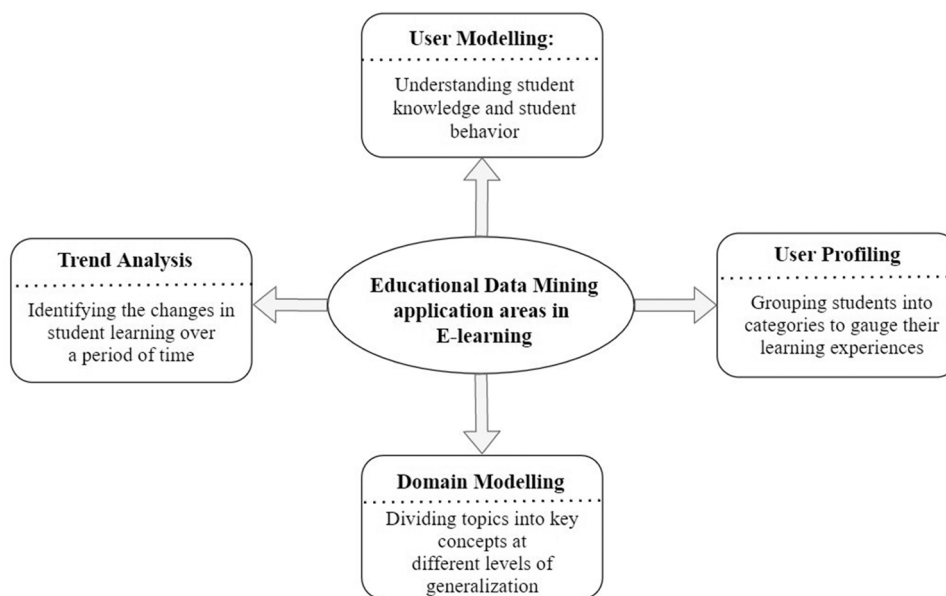 User Modelling:
Understanding student
knowledge and student
behavior
Trend Analysis
Identifying the changes in
student learning over
a period of time
Educational Data Mining
application areas in
E-learning
User Profiling
Grouping students into
categories to gauge their
learning experiences
Domain Modelling
Dividing topics into key
concepts at
different levels of
generalization